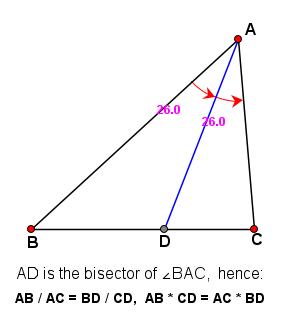 A
26.0
26.0
B
D
C
AD is the bisector of ∠BAC, hence:
AB / AC = BD / CD, AB * CD = AC * BD